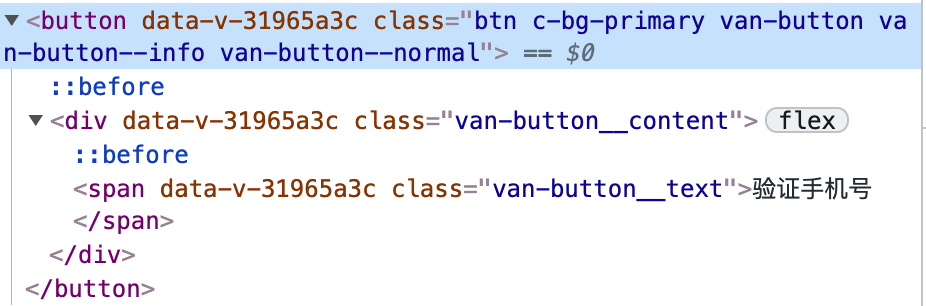 ▼<button data-v-31965a3c class="btn c-bg-primary van-button va
n-button--info van-button--normal"> == $0
::before
▼<div data-v-31965a3c class="van-button__content"> flex
::before
<span data-v-31965a3c class="van-button__text">验证手机号
</span>
</div>
</button>